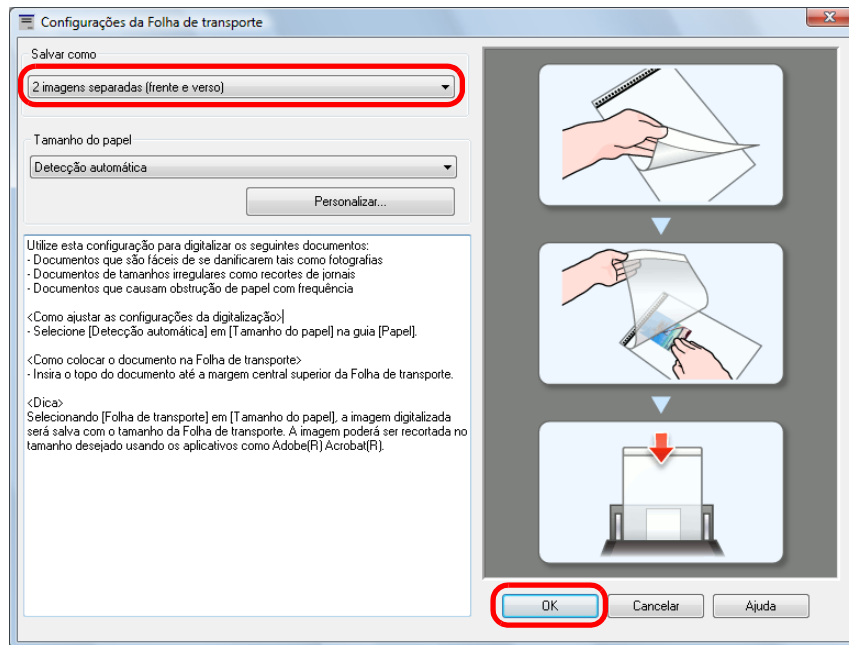 Configurações da Folha de transporte
Salvar como
2 imagens separadas (frente e verso)
Tamanho do papel
Detecção automática
Personalizar...
Utilize esta configuração para digitalizar os seguintes documentos:
- Documentos que são fáceis de se danificarem tais como fotografias
- Documentos de tamanhos irregulares como recortes de jornais
- Documentos que causam obstrução de papel com frequência
<Como ajustar as configurações da digitalização>
- Selecione [Detecção automática] em [Tamanho do papel] na guia [Papel].
<Como colocar o documento na Folha de transporte>
- Insira o topo do documento até a margem central superior da Folha de transporte.
<Dica>
Selecionando [Folha de transporte] em [Tamanho do papel], a imagem digitalizada
será salva com o tamanho da Folha de transporte. A imagem poderá ser recortada no
tamanho desejado usando os aplicativos como Adobe(R) Acrobat(R).
OK
Cancelar
Ajuda